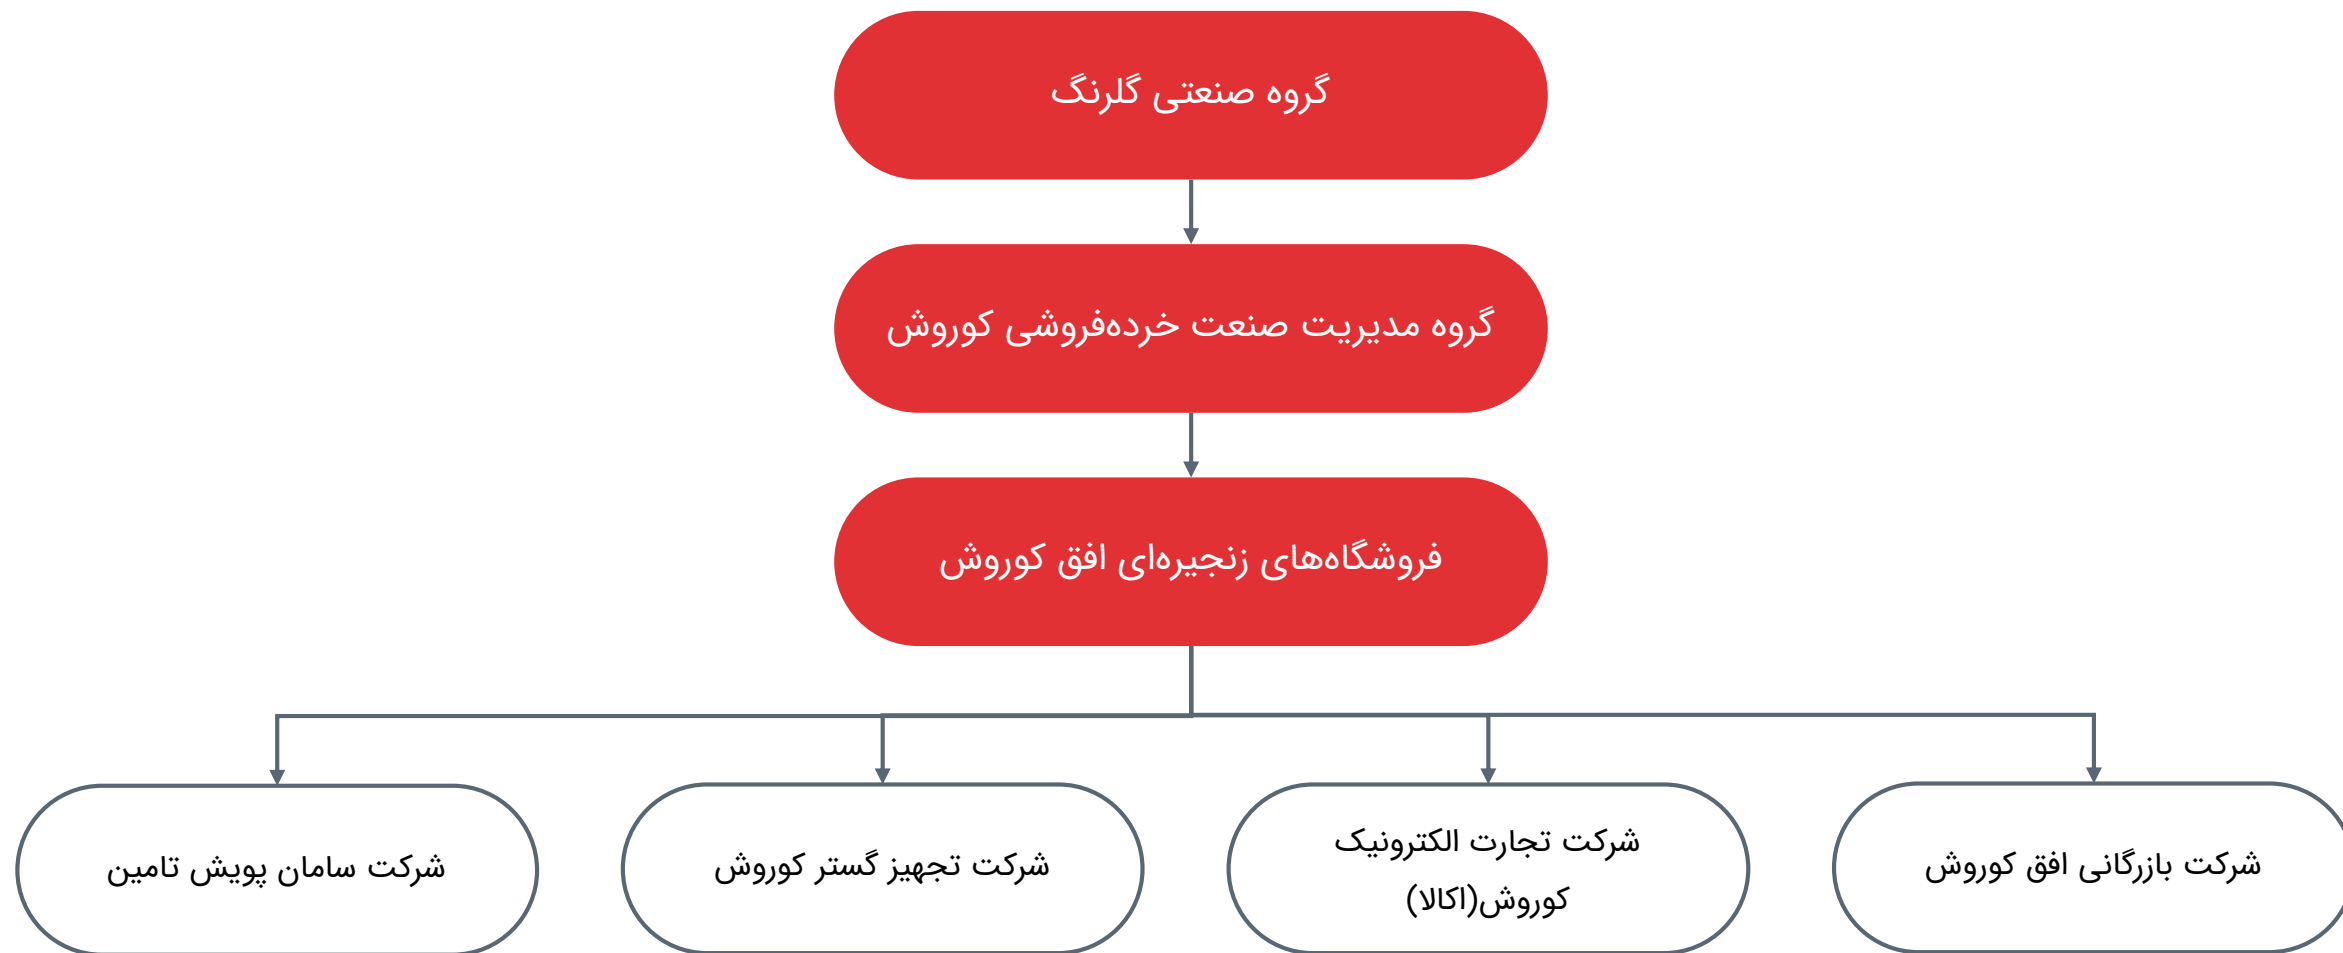 گروه صنعتی گلرنگ
گروه مدیریت صنعت خرده‌فروشی کوروش
فروشگاه‌های زنجیره‌ای افق کوروش
شرکت بازرگانی افق کوروش
شرکت تجارت الکترونیک
کوروش(اکالا)
شرکت تجهیز گستر کوروش
شرکت سامان پویش تامین